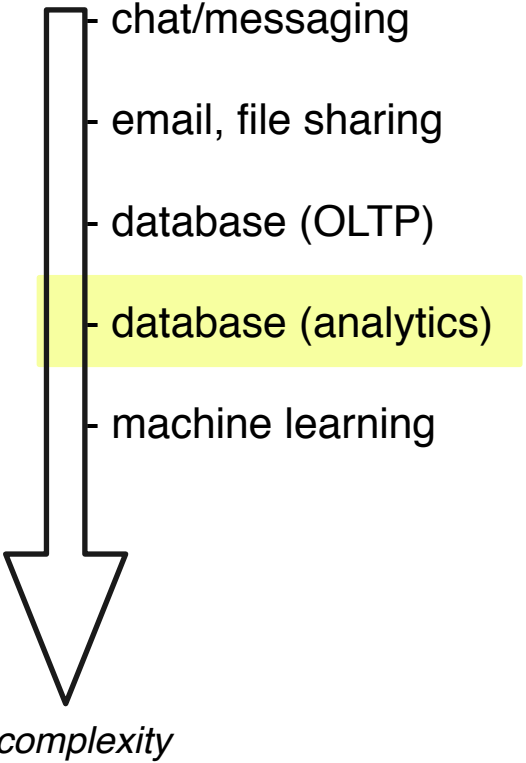 - chat/messaging
- email, file sharing
- database (OLTP)
- database (analytics)
- machine learning
complexity